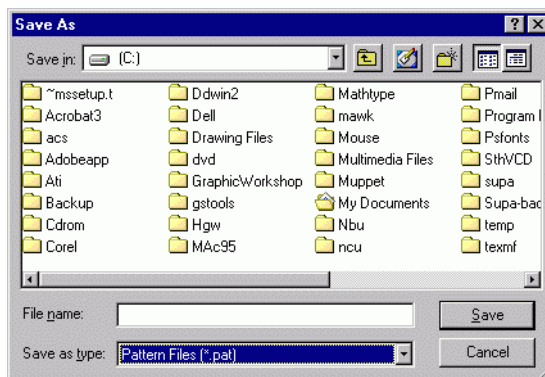 Save As
Save in: (C:)
~mssetup.t Ddwin2 Mathtype Pmail
Acrobat3 Dell mawk Program
acs Drawing Files Mouse Psfonts
Adobeapp dvd Multimedia Files SthVCD
Ati GraphicWorkshop Muppet supa
Backup gstools My Documents Supa-bac
Cdrom Hgw Nbu temp
Corel MAc95 ncu texmf
File name: Save
Save as type: Pattern Files (*.pat) Cancel